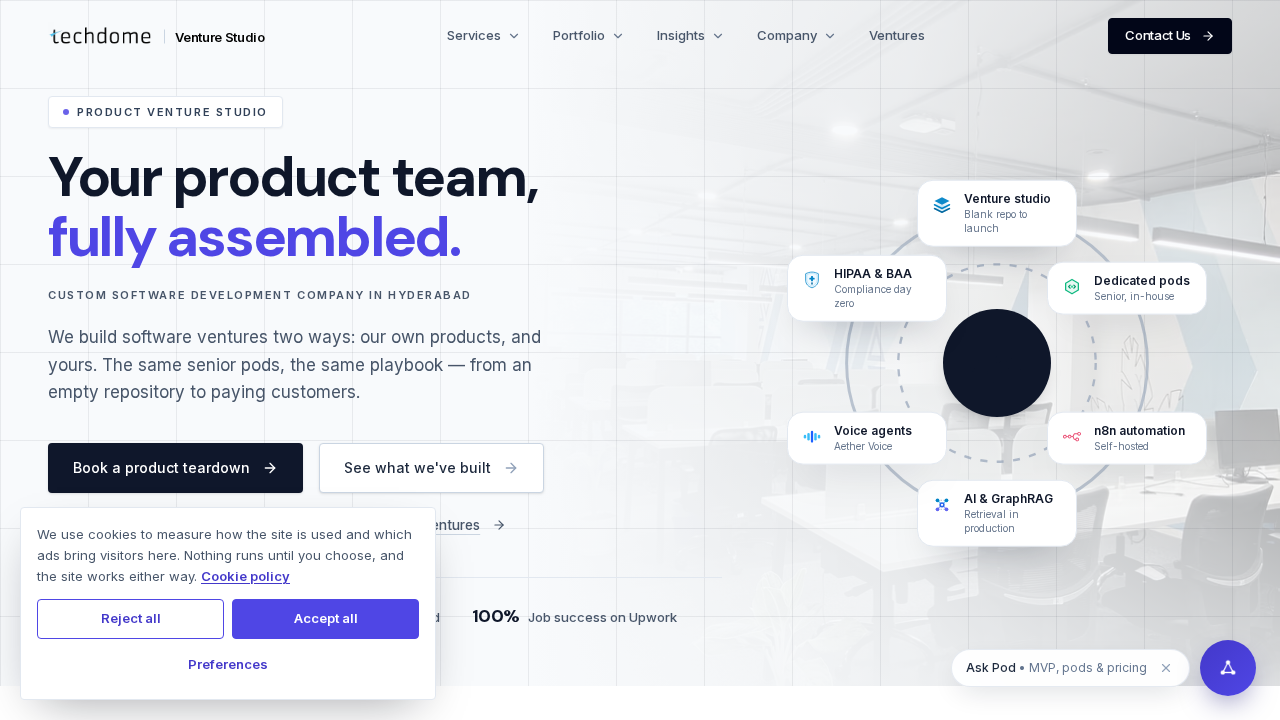 techdome Venture Studio Services Portfolio Insights Company Ventures Contact Us
PRODUCT VENTURE STUDIO
Your product team,
fully assembled.
CUSTOM SOFTWARE DEVELOPMENT COMPANY IN HYDERABAD
We build software ventures two ways: our own products, and
yours. The same senior pods, the same playbook — from an
empty repository to paying customers.
Book a product teardown
See what we've built
100% Job success on Upwork
Venture studio
Blank repo to
launch
HIPAA & BAA
Compliance day
zero
Dedicated pods
Senior, in-house
Voice agents
Aether Voice
n8n automation
Self-hosted
AI & GraphRAG
Retrieval in
production
We use cookies to measure how the site is used and which
ads bring visitors here. Nothing runs until you choose, and
the site works either way. Cookie policy
Reject all
Accept all
Preferences
Ask Pod • MVP, pods & pricing